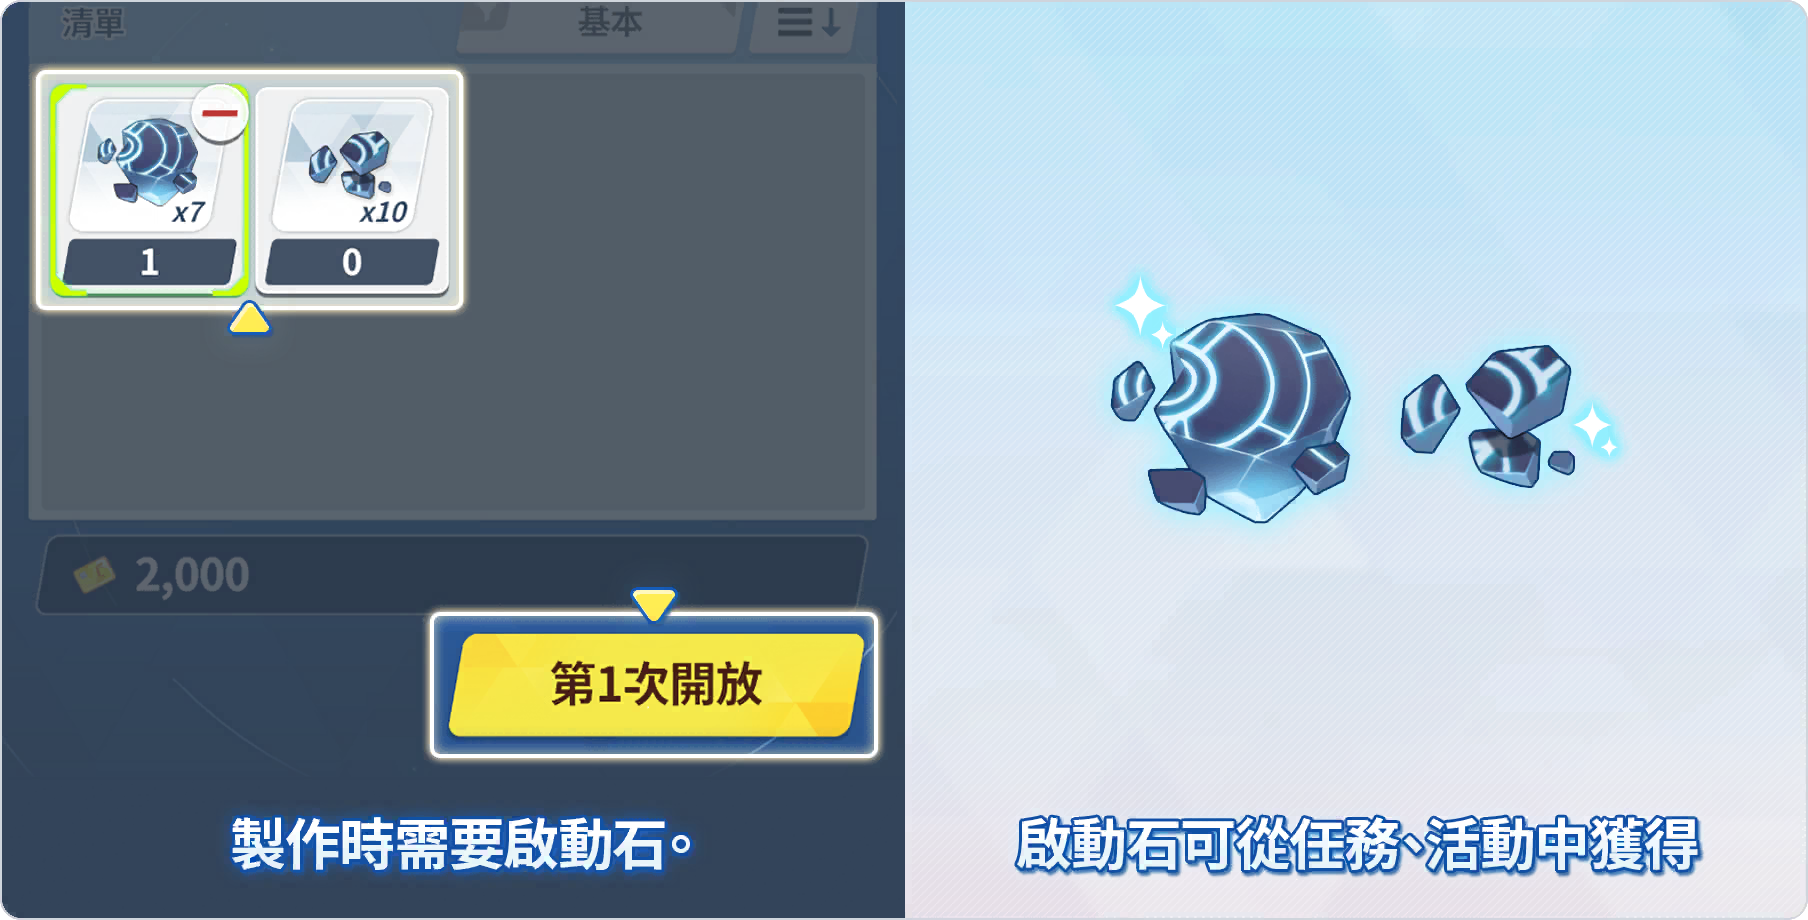 清單
基本
x7
x10
1
0
2,000
第1次開放
製作時需要啟動石。
啟動石可從任務、活動中獲得